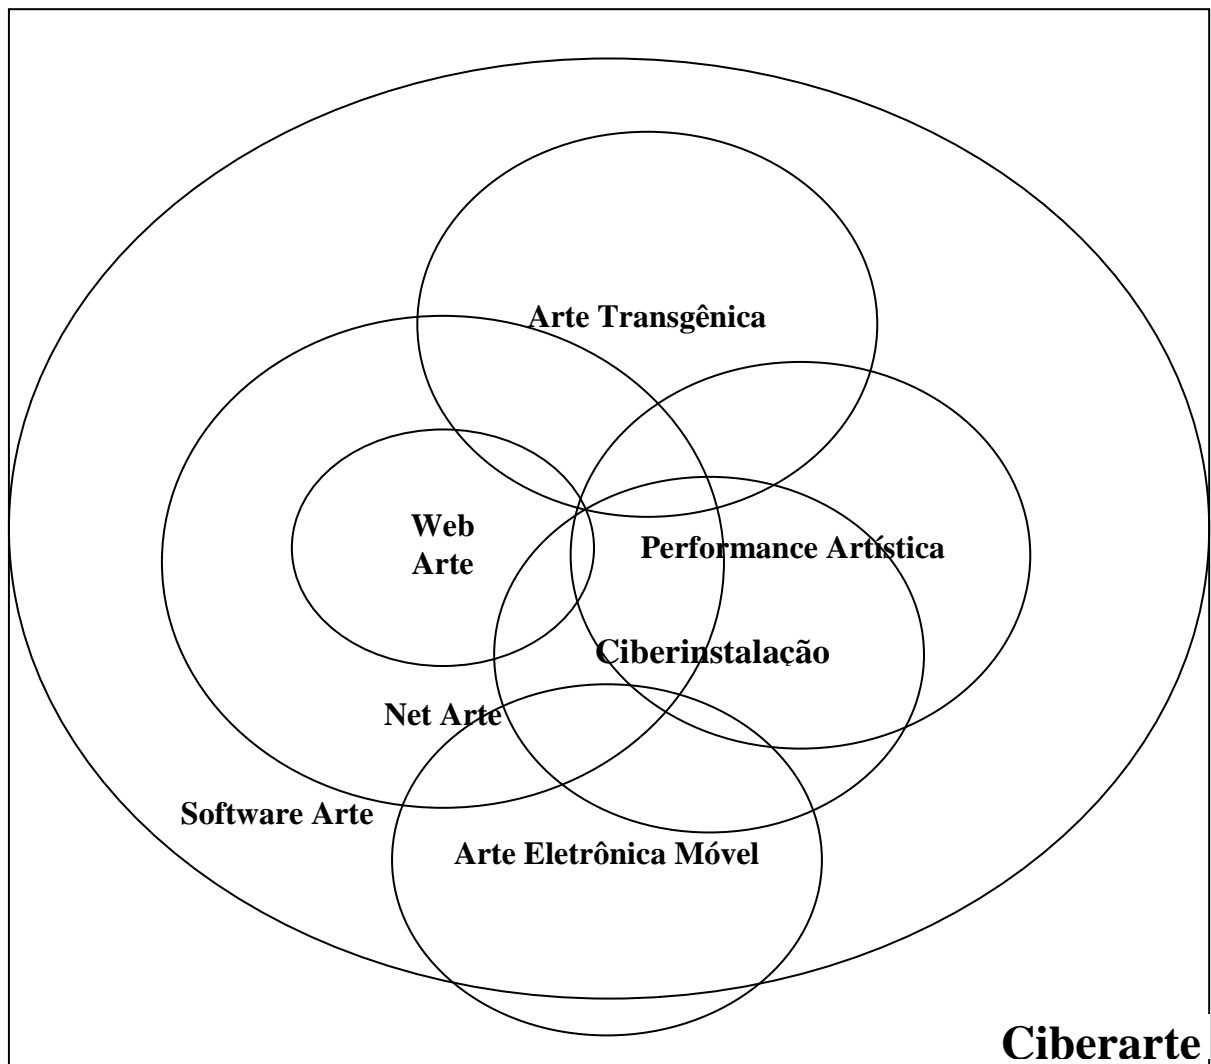 Arte Transgênica
Web
Arte
Performance Artística
Ciberinstalação
Net Arte
Software Arte
Arte Eletrônica Móvel
Ciberarte